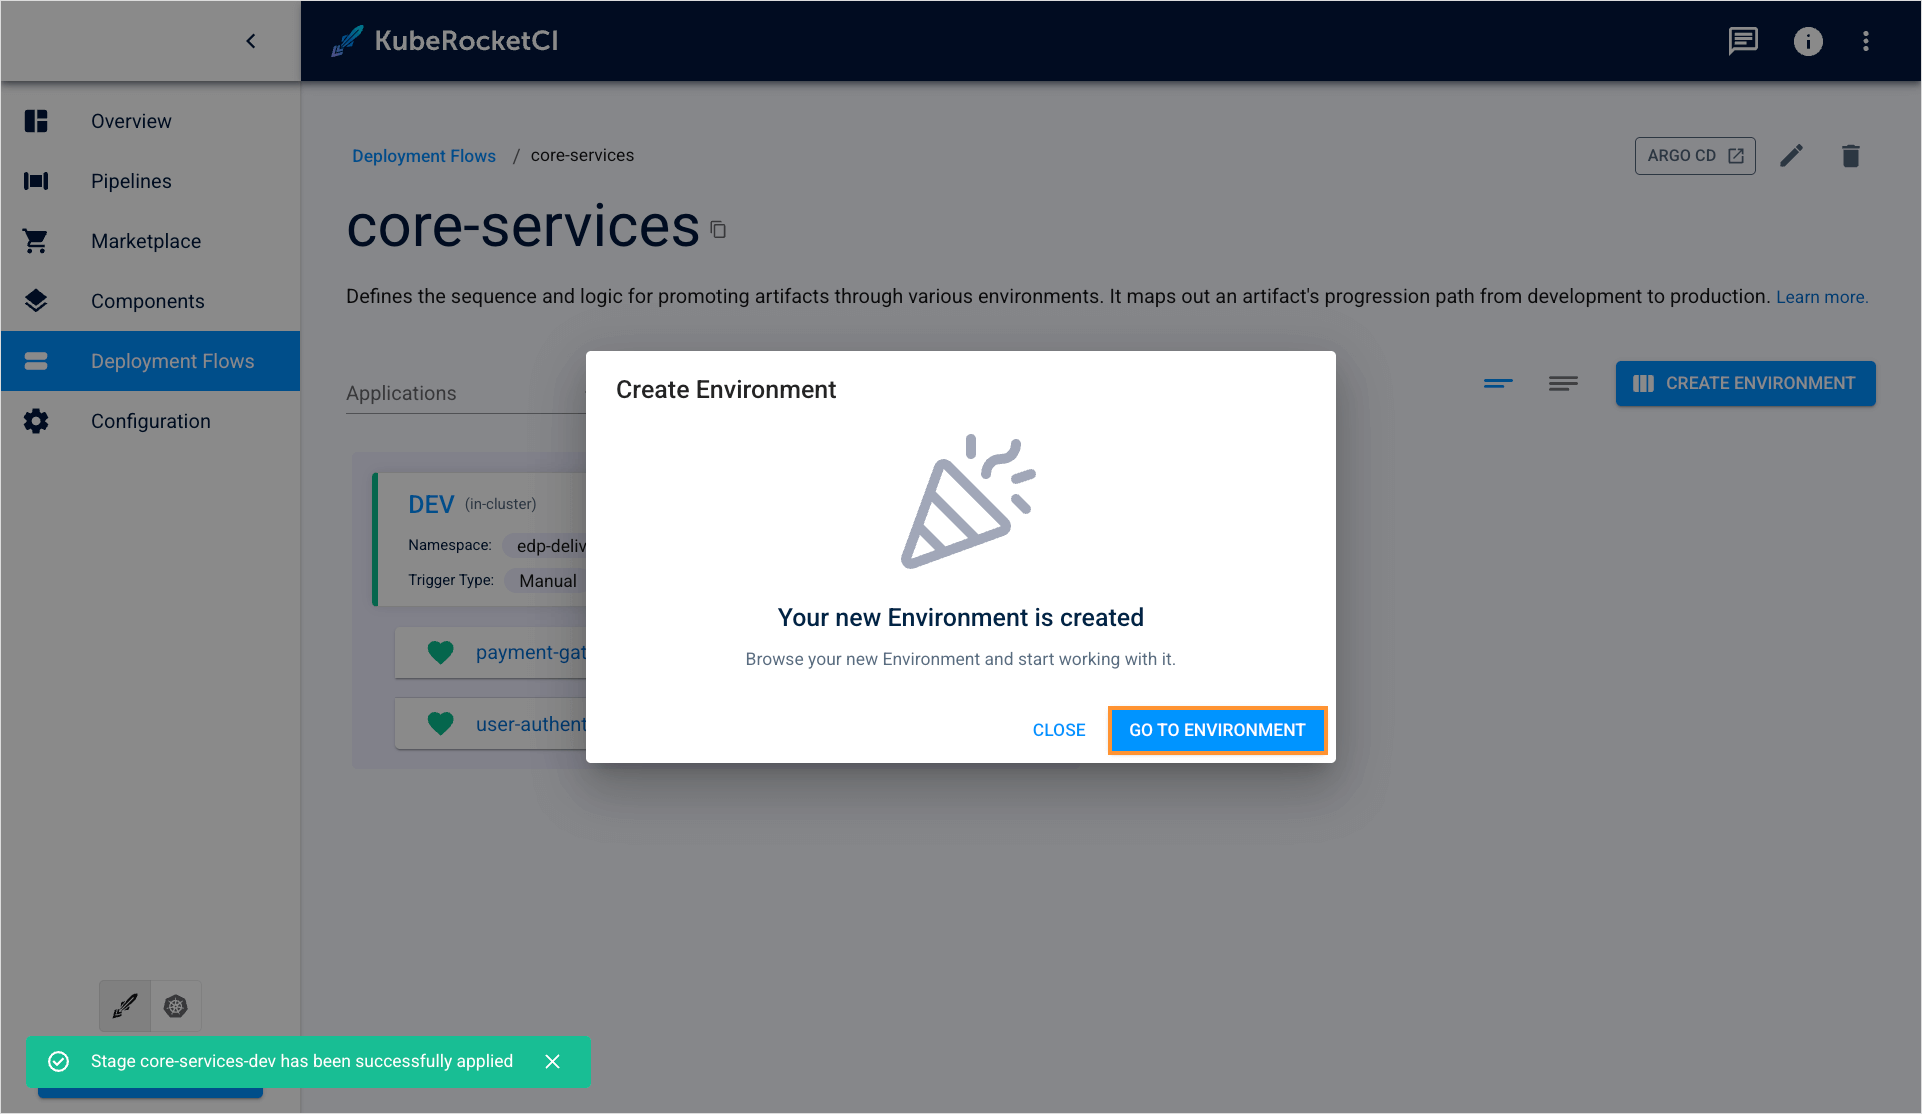 KubeRocketCI
Overview
Pipelines
Marketplace
Components
Deployment Flows
Configuration
Deployment Flows / core-services
ARGO CD
core-services
Defines the sequence and logic for promoting artifacts through various environments. It maps out an artifact's progression path from development to production. Learn more.
Applications
CREATE ENVIRONMENT
DEV (in-cluster)
Namespace: edp-deliv
Trigger Type: Manual
payment-gat
user-authent
Create Environment
Your new Environment is created
Browse your new Environment and start working with it.
CLOSE
GO TO ENVIRONMENT
Stage core-services-dev has been successfully applied